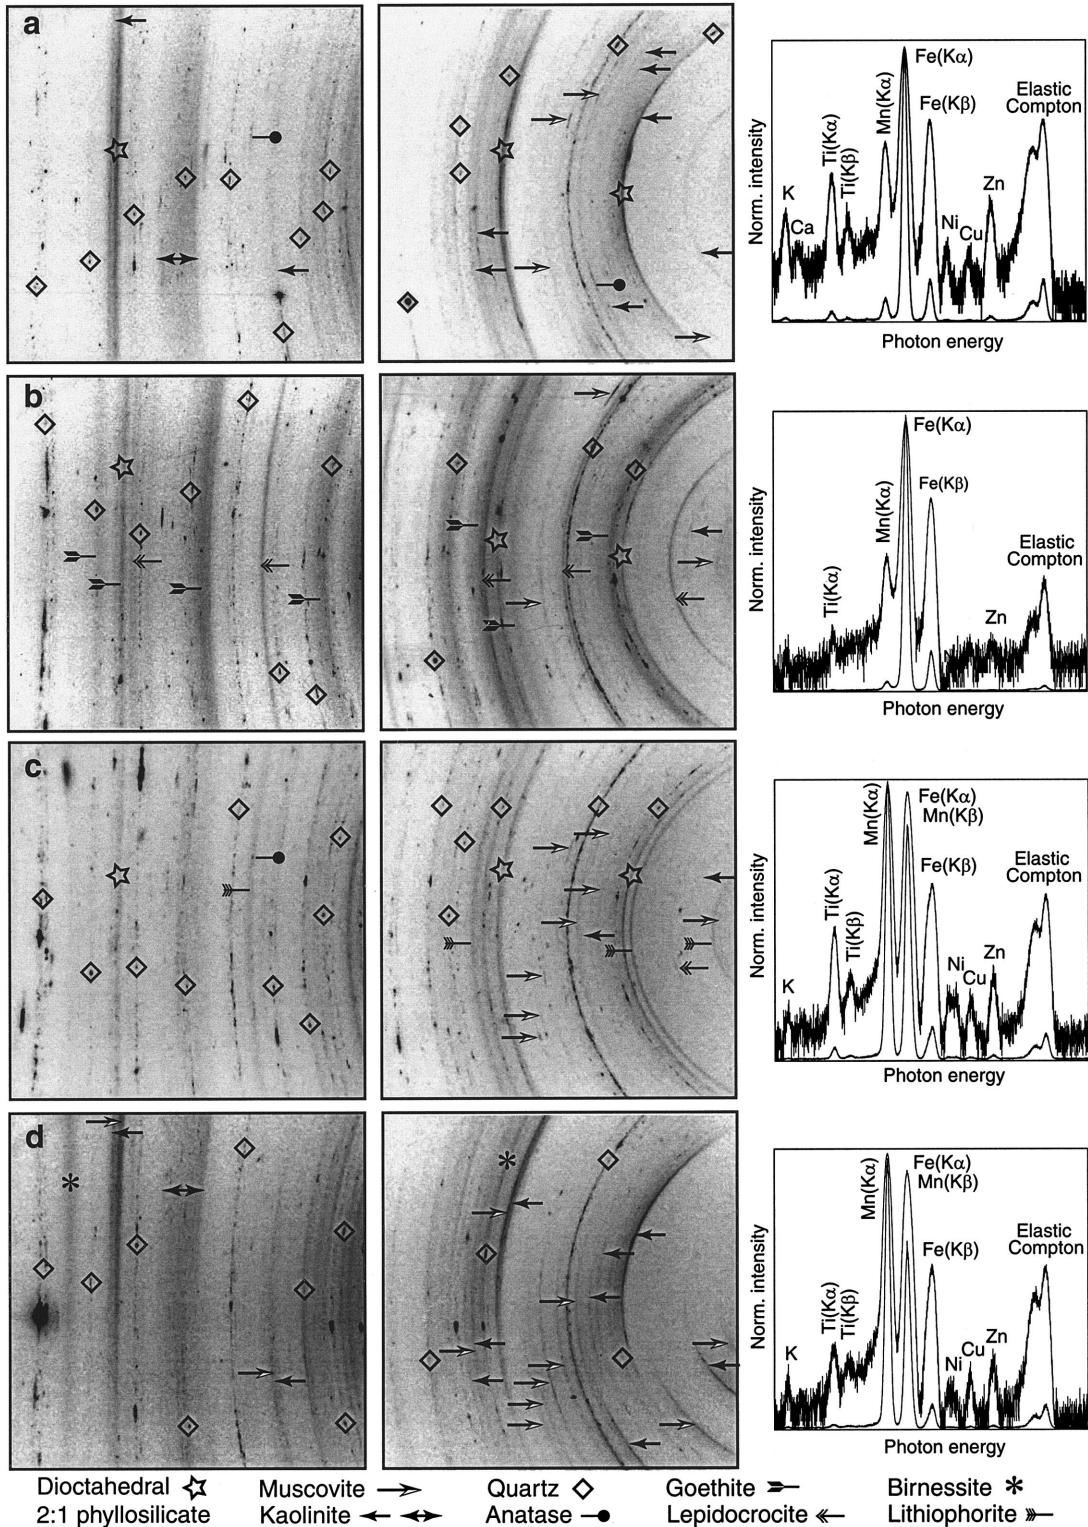 a
K
Ca
Ti(Kα)
Ti(Kβ)
Mn(Kα)
Fe(Kα)
Fe(Kβ)
Ni
Cu
Zn
Elastic
Compton
Norm. intensity
Photon energy
b
Ti(Kα)
Mn(Kα)
Fe(Kα)
Fe(Kβ)
Zn
Elastic
Compton
Norm. intensity
Photon energy
c
K
Ti(Kα)
Ti(Kβ)
Mn(Kα)
Fe(Kα)
Mn(Kβ)
Fe(Kβ)
Ni
Cu
Zn
Elastic
Compton
Norm. intensity
Photon energy
d
K
Ti(Kα)
Ti(Kβ)
Mn(Kα)
Fe(Kα)
Mn(Kβ)
Fe(Kβ)
Ni
Cu
Zn
Elastic
Compton
Norm. intensity
Photon energy
Dioctahedral
2:1 phyllosilicate
Muscovite
Kaolinite
Quartz
Anatase
Goethite
Lepidocrocite
Birnessite
Lithiophorite